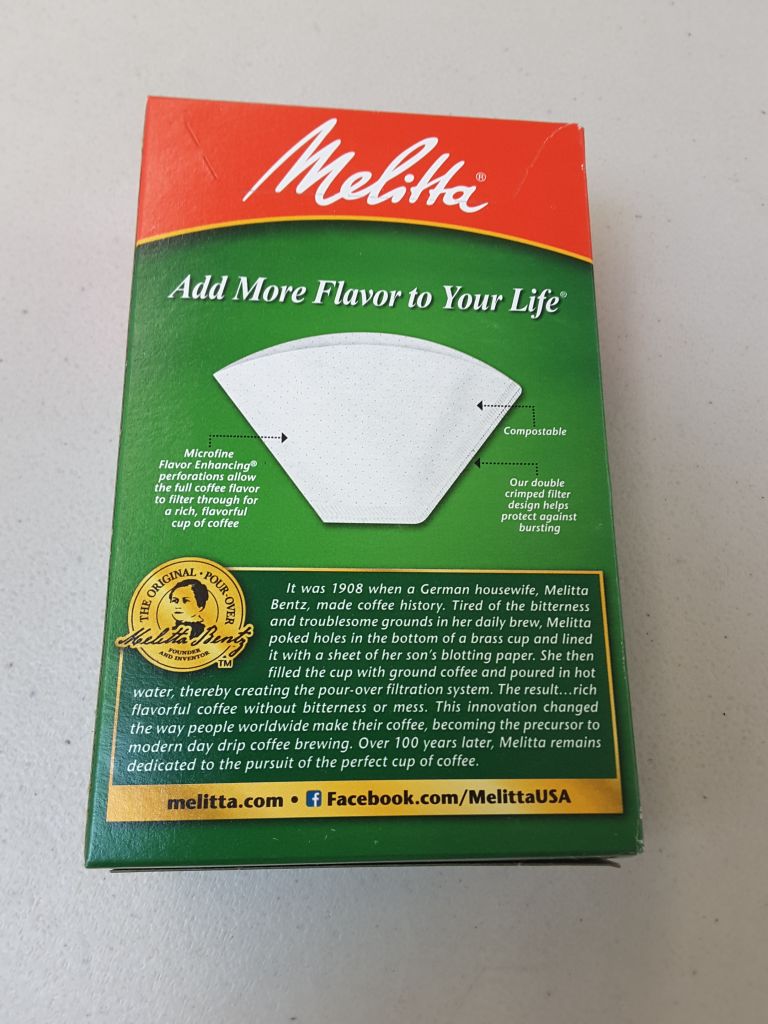 Melitta®
Add More Flavor to Your Life®
Compostable
Microfine
Flavor Enhancing®
perforations allow
the full coffee flavor
to filter through for
a rich, flavorful
cup of coffee
Our double
crimped filter
design helps
protect against
bursting
THE ORIGINAL • POUR-OVER
Melitta Bentz
FOUNDER
AND INVENTOR
TM
It was 1908 when a German housewife, Melitta
Bentz, made coffee history. Tired of the bitterness
and troublesome grounds in her daily brew, Melitta
poked holes in the bottom of a brass cup and lined
it with a sheet of her son's blotting paper. She then
filled the cup with ground coffee and poured in hot
water, thereby creating the pour-over filtration system. The result...rich
flavorful coffee without bitterness or mess. This innovation changed
the way people worldwide make their coffee, becoming the precursor to
modern day drip coffee brewing. Over 100 years later, Melitta remains
dedicated to the pursuit of the perfect cup of coffee.
melitta.com • f Facebook.com/MelittaUSA